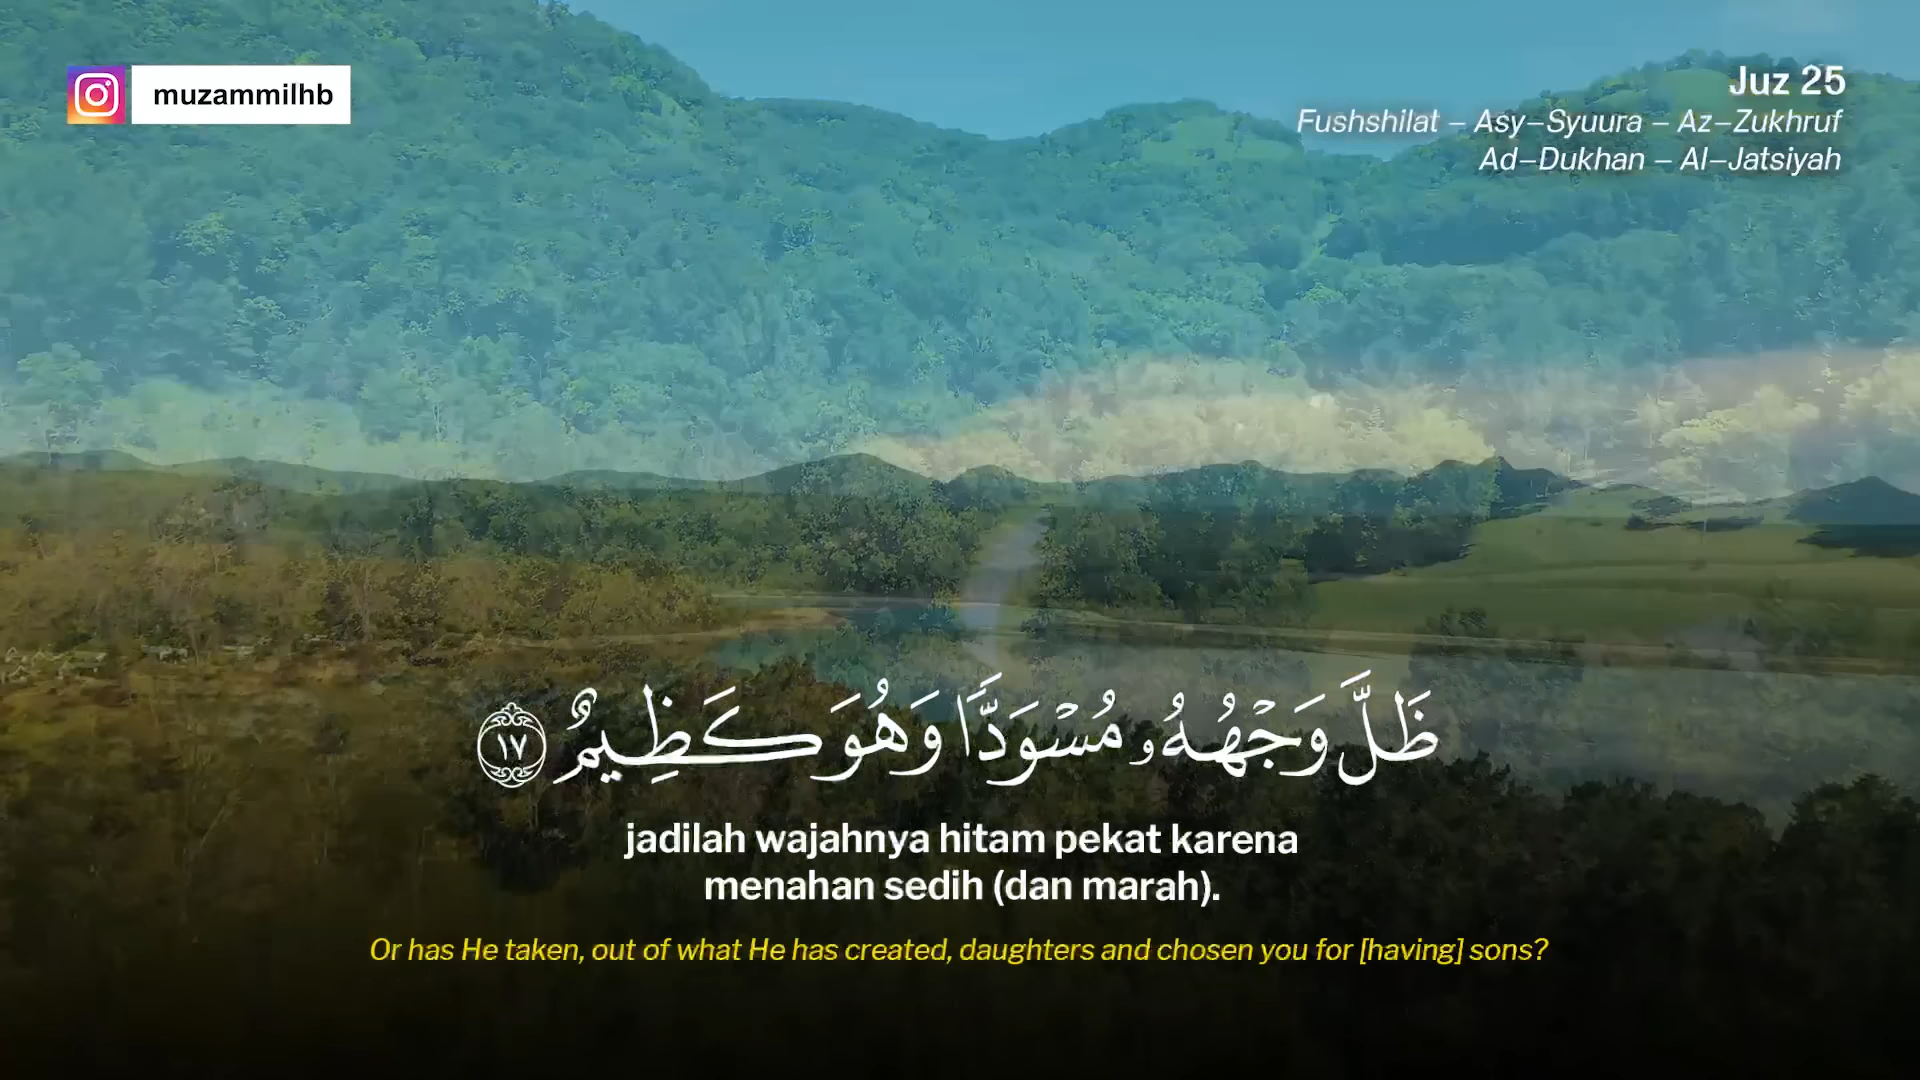 muzammilhb
Juz 25
Fushshilat – Asy–Syuura – Az–Zukhruf
Ad–Dukhan – Al–Jatsiyah
ظَلَّ وَجْهُهُۥ مُسْوَدًّا وَهُوَ كَظِيمٌ ١٧
jadilah wajahnya hitam pekat karena
menahan sedih (dan marah).
Or has He taken, out of what He has created, daughters and chosen you for [having] sons?